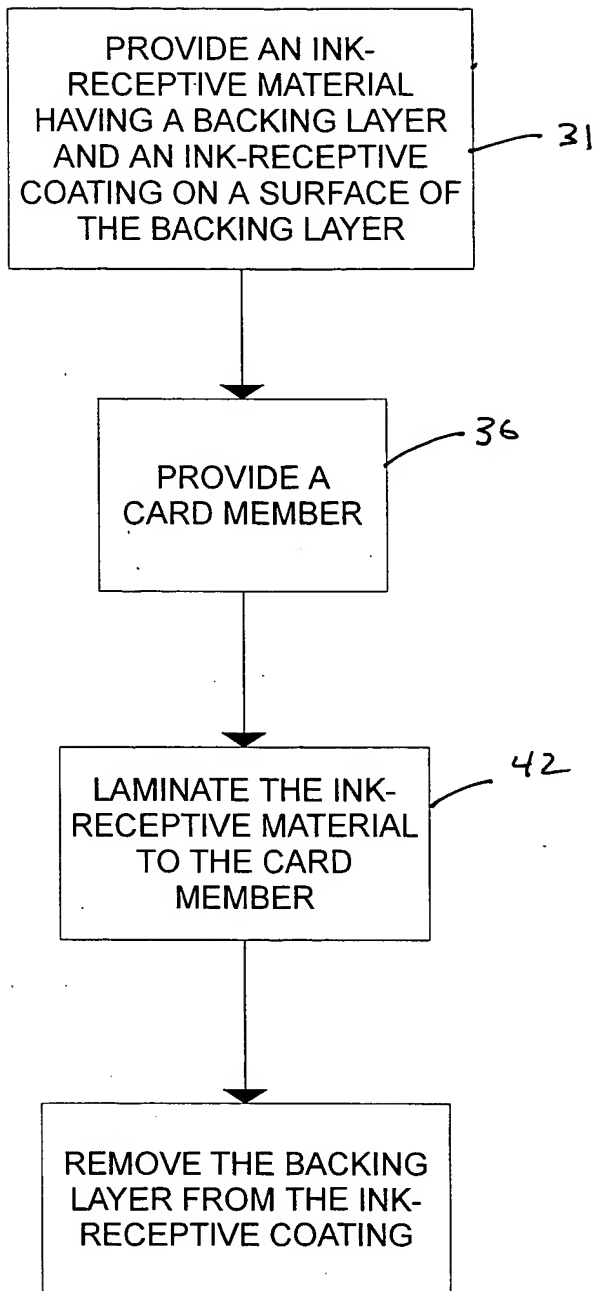 PROVIDE AN INK-
RECEPTIVE MATERIAL
HAVING A BACKING LAYER
AND AN INK-RECEPTIVE
COATING ON A SURFACE OF
THE BACKING LAYER
31
PROVIDE A
CARD MEMBER
36
LAMINATE THE INK-
RECEPTIVE MATERIAL
TO THE CARD
MEMBER
42
REMOVE THE BACKING
LAYER FROM THE INK-
RECEPTIVE COATING